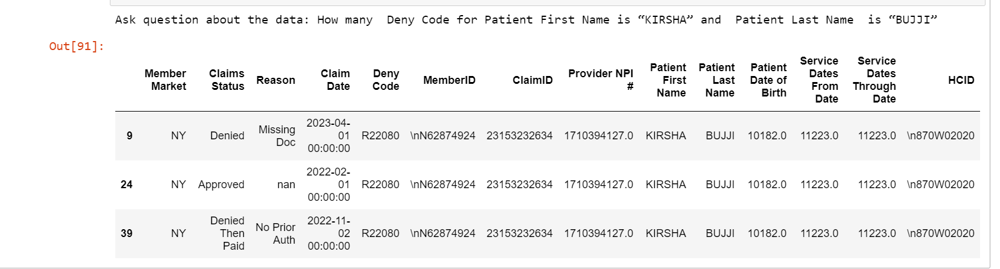 Ask question about the data: How many  Deny Code for Patient First Name is “KIRSHA” and  Patient Last Name  is “BUJJI”
Out[91]:
Member Market Claims Status Reason Claim Date Deny Code MemberID ClaimID Provider NPI # Patient First Name Patient Last Name Patient Date of Birth Service Dates From Date Service Dates Through Date HCID
9 NY Denied Missing Doc 2023-04-01 00:00:00 R22080 \nN62874924 23153232634 1710394127.0 KIRSHA BUJJI 10182.0 11223.0 11223.0 \n870W02020
24 NY Approved nan 2022-02-01 00:00:00 R22080 \nN62874924 23153232634 1710394127.0 KIRSHA BUJJI 10182.0 11223.0 11223.0 \n870W02020
39 NY Denied Then Paid No Prior Auth 2022-11-02 00:00:00 R22080 \nN62874924 23153232634 1710394127.0 KIRSHA BUJJI 10182.0 11223.0 11223.0 \n870W02020